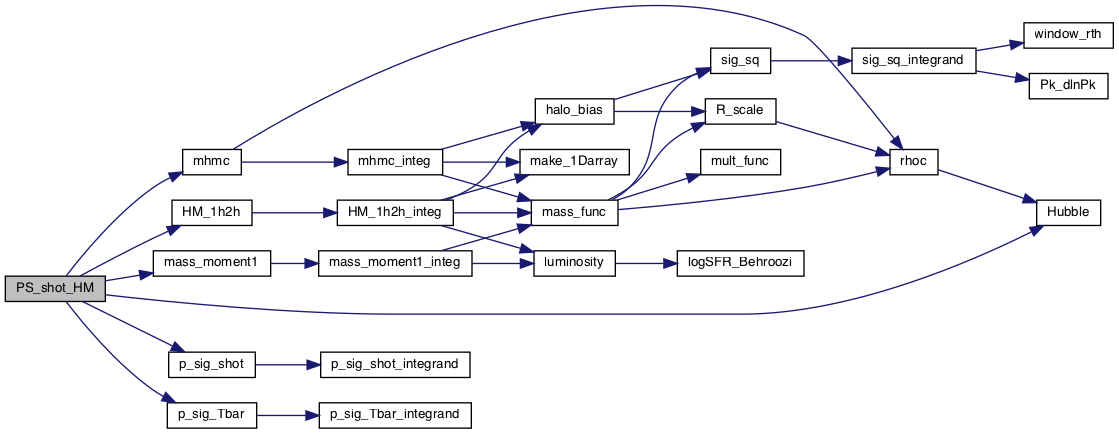 window_rth
sig_sq
sig_sq_integrand
Pk_dlnPk
halo_bias
R_scale
mhmc
mhmc_integ
make_1Darray
mult_func
rhoc
HM_1h2h
HM_1h2h_integ
mass_func
Hubble
mass_moment1
mass_moment1_integ
luminosity
logSFR_Behroozi
PS_shot_HM
p_sig_shot
p_sig_shot_integrand
p_sig_Tbar
p_sig_Tbar_integrand